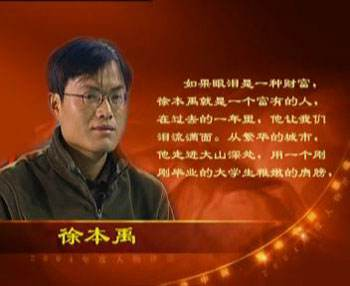 如果眼泪是一种财富,
徐本禹就是一个富有的人,
在过去的一年里,他让我们
泪流满面。从繁华的城市,
他走进大山深处,用一个刚
刚毕业的大学生稚嫩的肩膀,
徐本禹